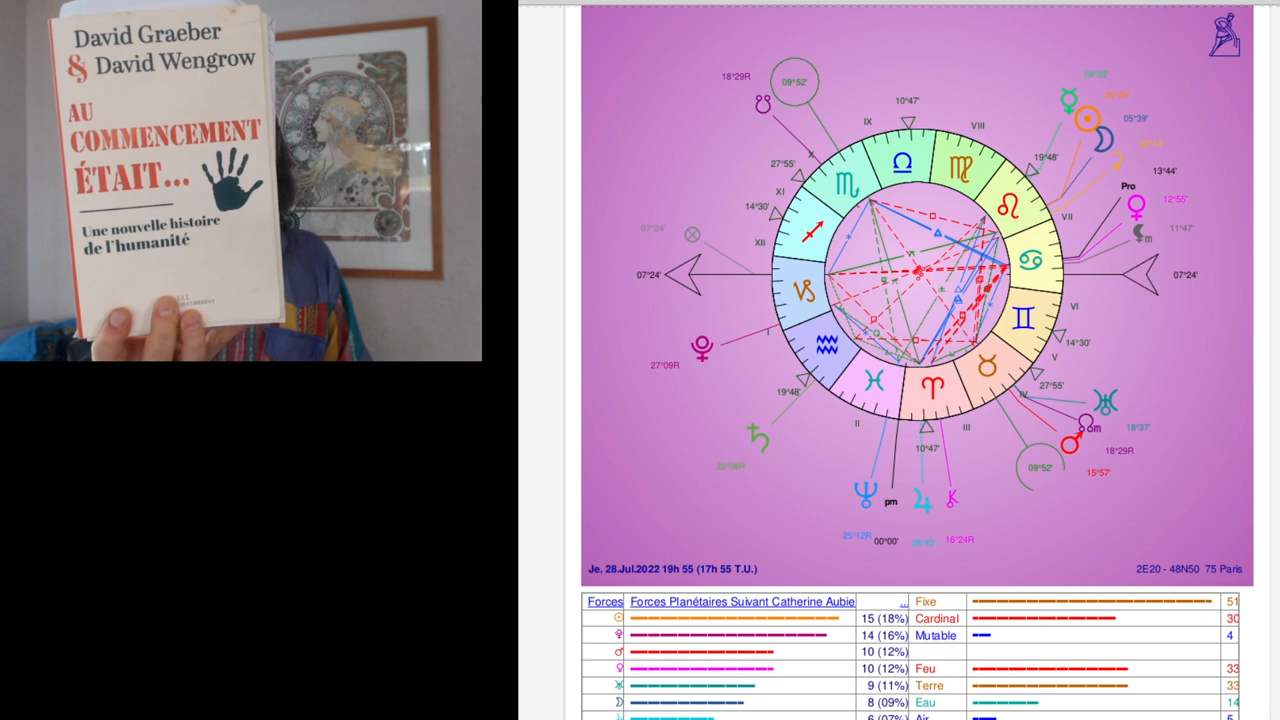 David Graeber
& David Wengrow
AU
COMMENCEMENT
ÉTAIT...
Une nouvelle histoire
de l'humanité
18°29R
09°52'
10°47'
IX
VIII
05°39'
19°48'
X
27°55'
13°44'
Pro
XI
12°55'
14°30'
VII
07°24'
11°47'
m
XII
07°24'
07°24'
VI
I
14°30'
27°09R
V
27°55'
19°48'
IV
II
III
m
18°37'
10°47'
18°29R
09°52'
15°57'
pm
25°12R
00°00'
16°24R
Je. 28.Jul.2022 19h 55 (17h 55 T.U.)
2E20 - 48N50 75 Paris
Forces Forces Planétaires Suivant Catherine Aubie ... Fixe 51
15 (18%) Cardinal 30
14 (16%) Mutable 4
10 (12%)
10 (12%) Feu 33
9 (11%) Terre 33
8 (09%) Eau 14
6 (07%) Air 5